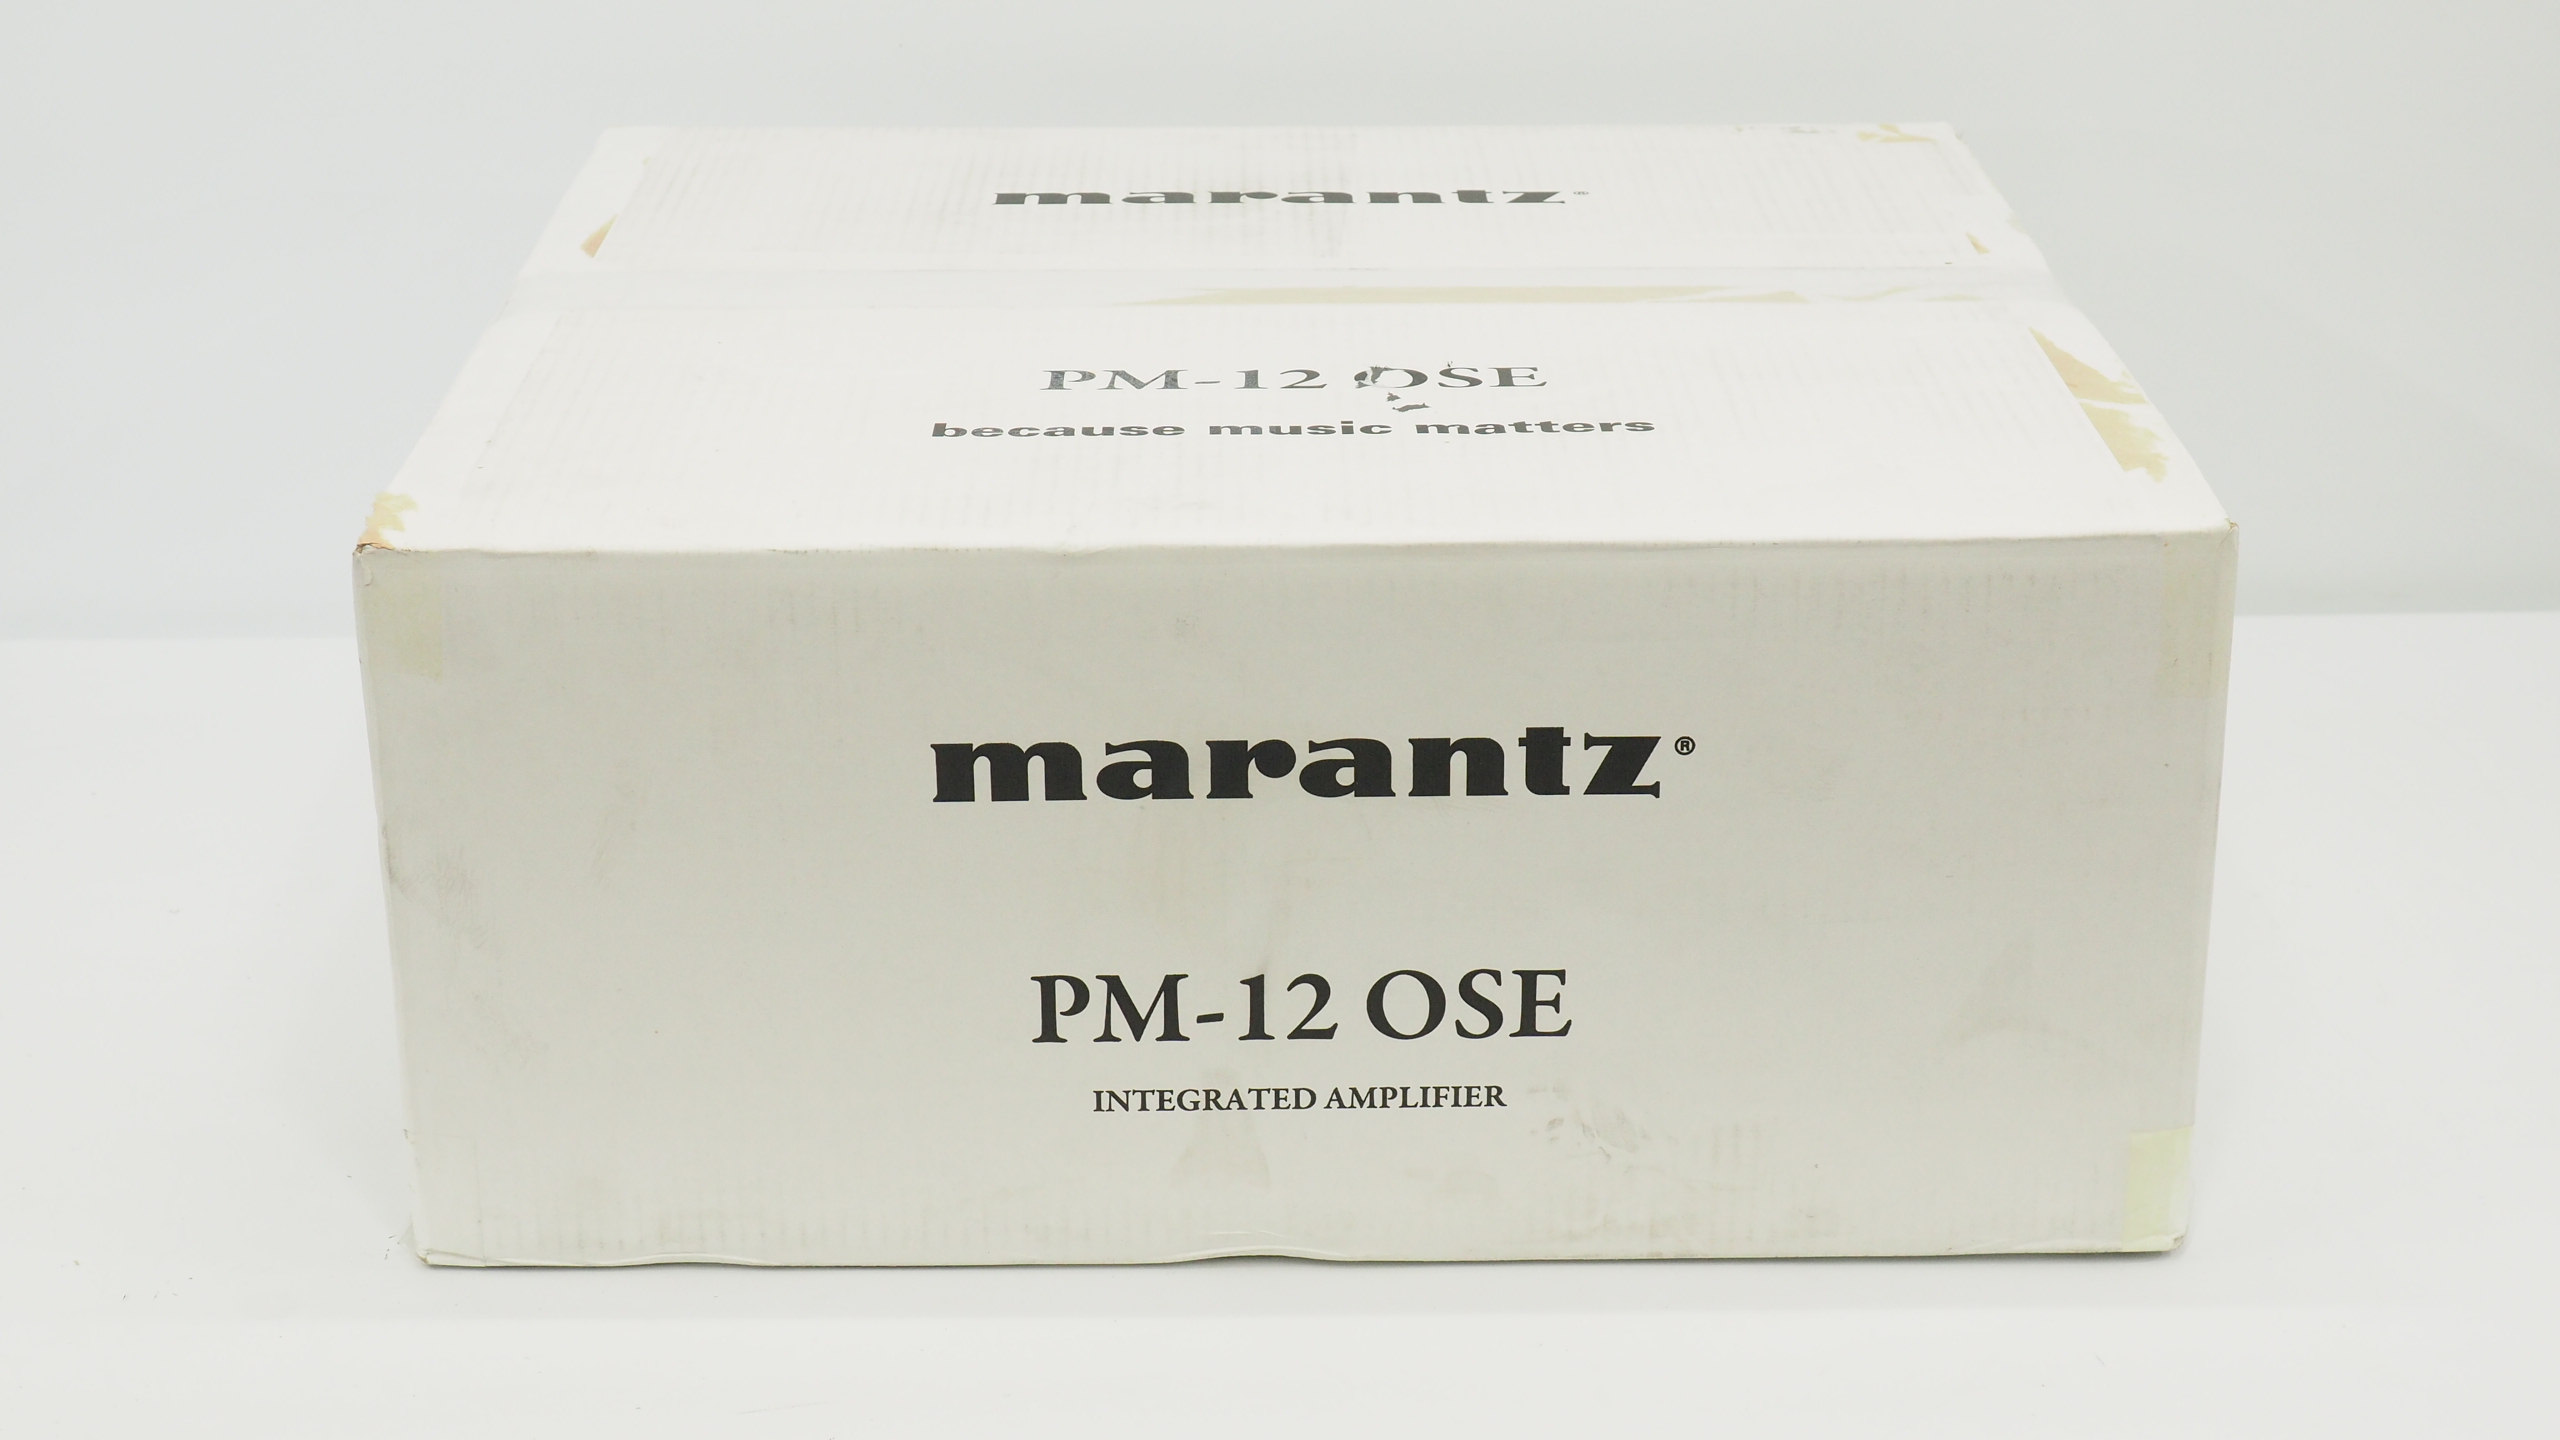 marantz®
PM-12 OSE
because music matters
marantz®
PM-12 OSE
INTEGRATED AMPLIFIER